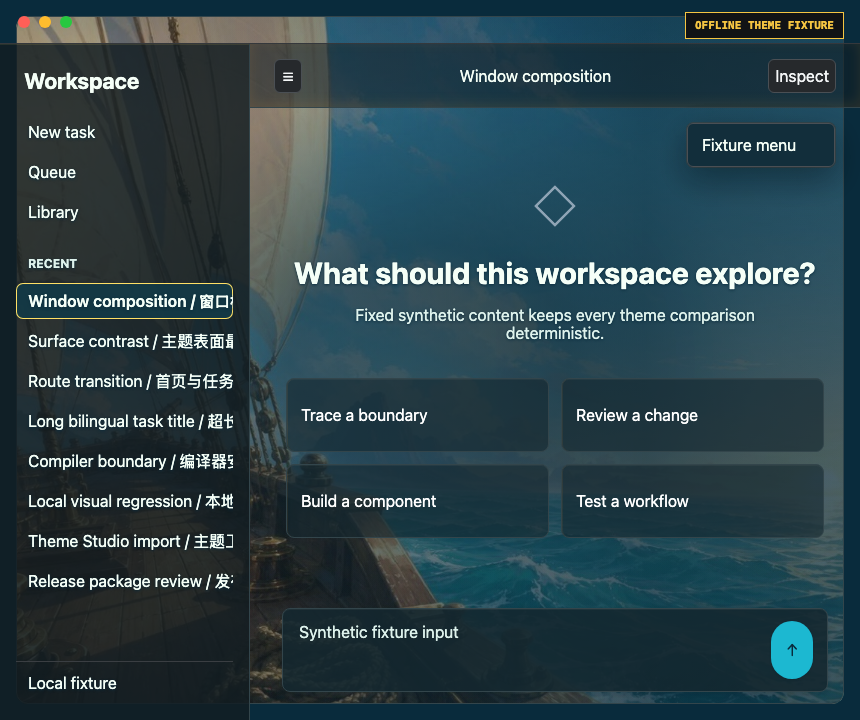 OFFLINE THEME FIXTURE
Workspace
≡
Window composition
Inspect
New task
Queue
Library
Fixture menu
RECENT
Window composition / 窗口
Surface contrast / 主题表面
Route transition / 首页与任务
Long bilingual task title / 超
Compiler boundary / 编译器
Local visual regression / 本地
Theme Studio import / 主题
Release package review / 发
Local fixture
What should this workspace explore?
Fixed synthetic content keeps every theme comparison
deterministic.
Trace a boundary
Review a change
Build a component
Test a workflow
Synthetic fixture input
↑